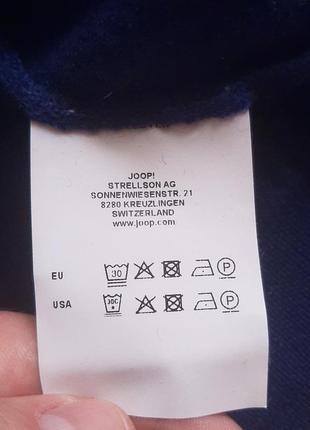 JOOP!
STRELLSON AG
SONNENWIESENSTR. 21
8280 KREUZLINGEN
SWITZERLAND
www.joop.com
EU 30 P
USA 30C P